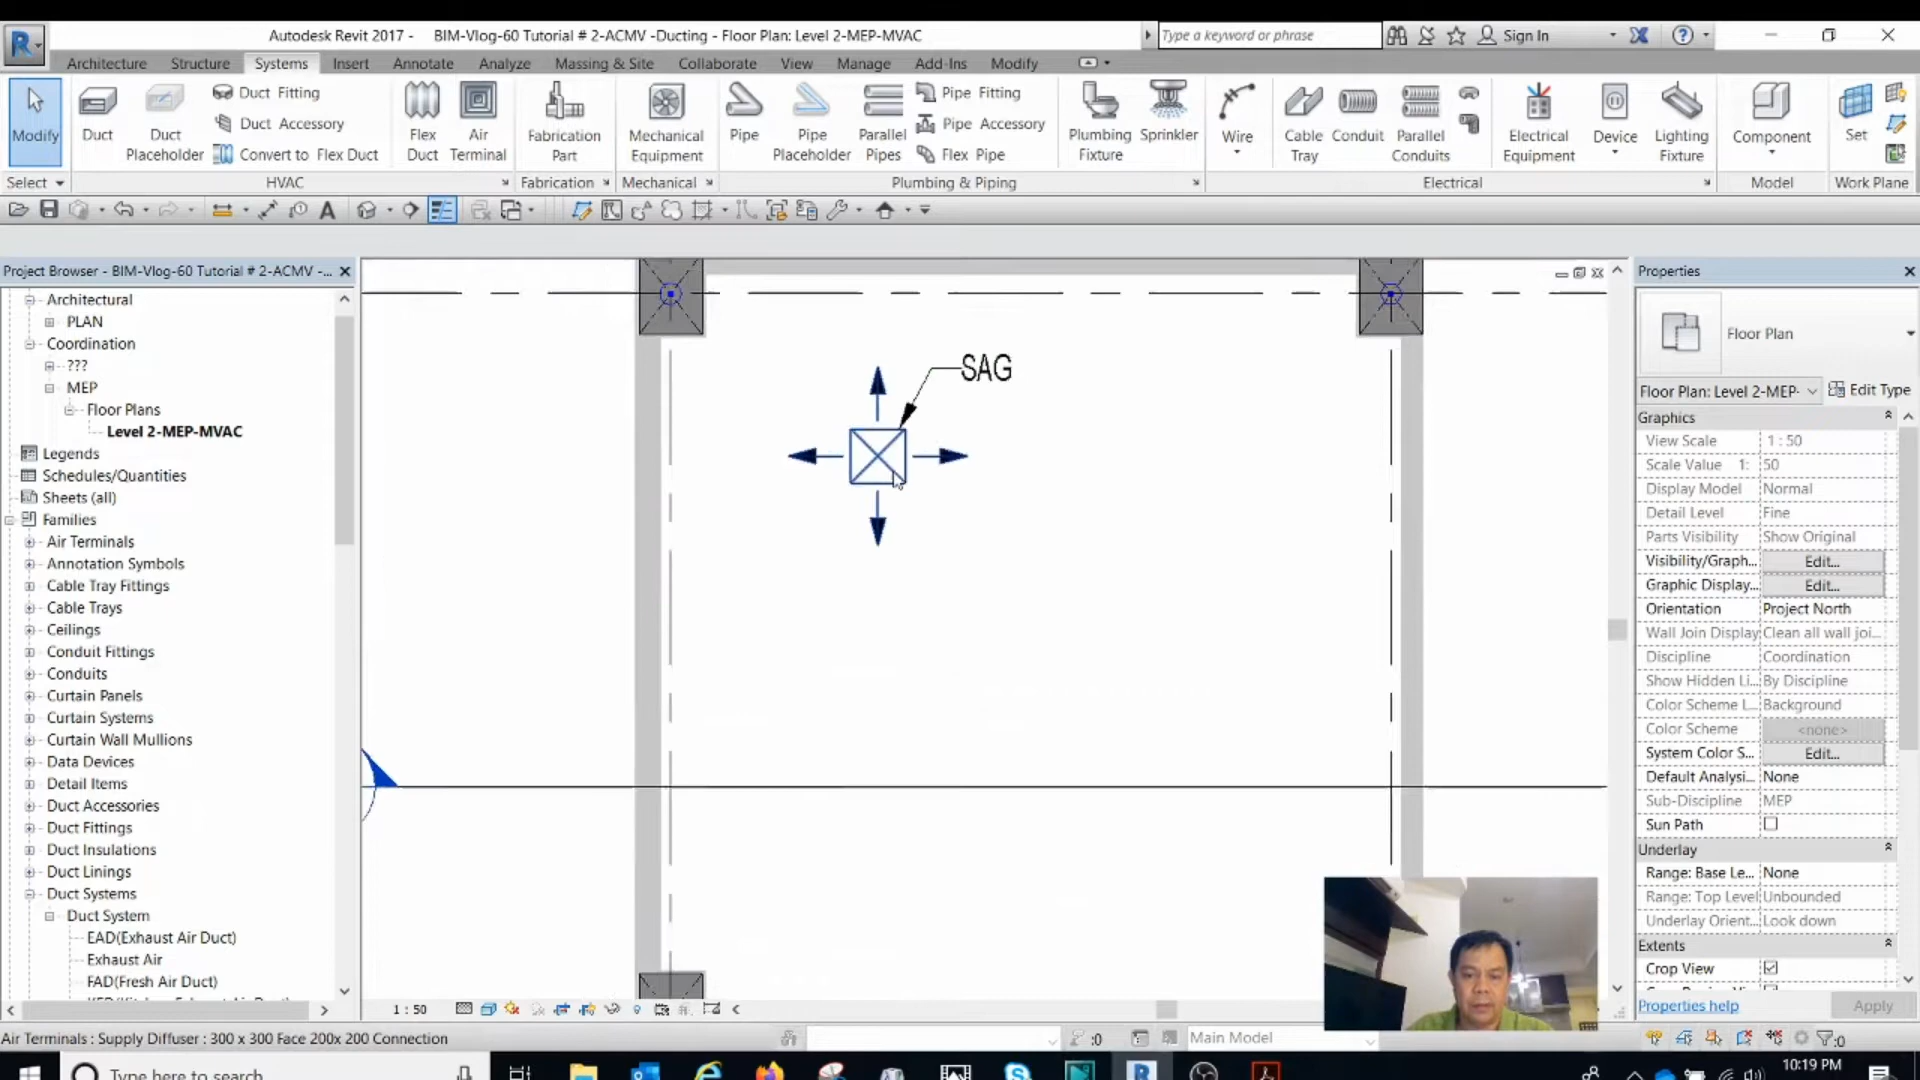 Autodesk Revit 2017 - BIM-Vlog-60 Tutorial # 2-ACMV -Ducting - Floor Plan: Level 2-MEP-MVAC
Type a keyword or phrase
Sign In
Architecture Structure Systems Insert Annotate Analyze Massing & Site Collaborate View Manage Add-Ins Modify
Modify
Duct
Duct Placeholder
Duct Fitting
Duct Accessory
Convert to Flex Duct
Flex Duct
Air Terminal
Fabrication Part
Mechanical Equipment
Pipe
Pipe Placeholder
Parallel Pipes
Pipe Fitting
Pipe Accessory
Flex Pipe
Plumbing Fixture
Sprinkler
Wire
Cable Tray
Conduit
Parallel Conduits
Electrical Equipment
Device
Lighting Fixture
Component
Set
Select HVAC Fabrication Mechanical Plumbing & Piping Electrical Model Work Plane
Project Browser - BIM-Vlog-60 Tutorial # 2-ACMV -...
Architectural
PLAN
Coordination
???
MEP
Floor Plans
Level 2-MEP-MVAC
Legends
Schedules/Quantities
Sheets (all)
Families
Air Terminals
Annotation Symbols
Cable Tray Fittings
Cable Trays
Ceilings
Conduit Fittings
Conduits
Curtain Panels
Curtain Systems
Curtain Wall Mullions
Data Devices
Detail Items
Duct Accessories
Duct Fittings
Duct Insulations
Duct Linings
Duct Systems
Duct System
EAD(Exhaust Air Duct)
Exhaust Air
FAD(Fresh Air Duct)
SAG
Properties
Floor Plan
Floor Plan: Level 2-MEP- Edit Type
Graphics
View Scale 1 : 50
Scale Value 1: 50
Display Model Normal
Detail Level Fine
Parts Visibility Show Original
Visibility/Graph... Edit...
Graphic Display... Edit...
Orientation Project North
Wall Join Display Clean all wall joi...
Discipline Coordination
Show Hidden Li... By Discipline
Color Scheme L... Background
Color Scheme <none>
System Color S... Edit...
Default Analysi... None
Sub-Discipline MEP
Sun Path
Underlay
Range: Base Le... None
Range: Top Level Unbounded
Underlay Orient... Look down
Extents
Crop View
Properties help Apply
1 : 50
Air Terminals : Supply Diffuser : 300 x 300 Face 200x 200 Connection
:0
Main Model
:0
Type here to search
10:19 PM